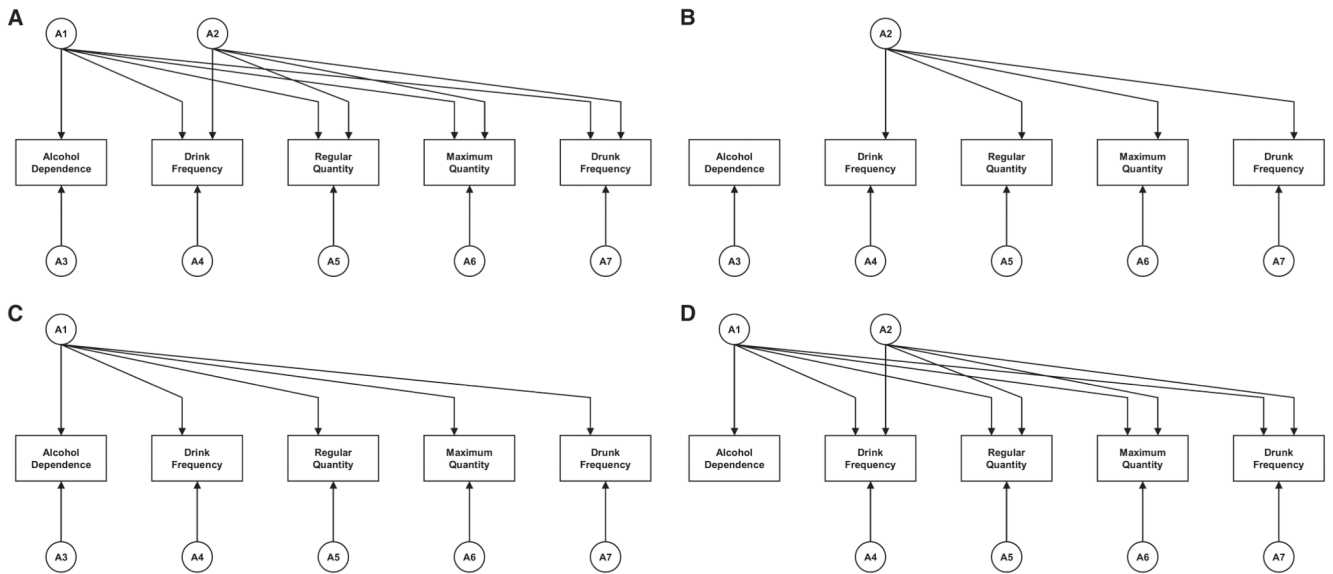 A
A1
A2
Alcohol
Dependence
Drink
Frequency
Regular
Quantity
Maximum
Quantity
Drunk
Frequency
A3
A4
A5
A6
A7
B
A2
Alcohol
Dependence
Drink
Frequency
Regular
Quantity
Maximum
Quantity
Drunk
Frequency
A3
A4
A5
A6
A7
C
A1
Alcohol
Dependence
Drink
Frequency
Regular
Quantity
Maximum
Quantity
Drunk
Frequency
A3
A4
A5
A6
A7
D
A1
A2
Alcohol
Dependence
Drink
Frequency
Regular
Quantity
Maximum
Quantity
Drunk
Frequency
A4
A5
A6
A7